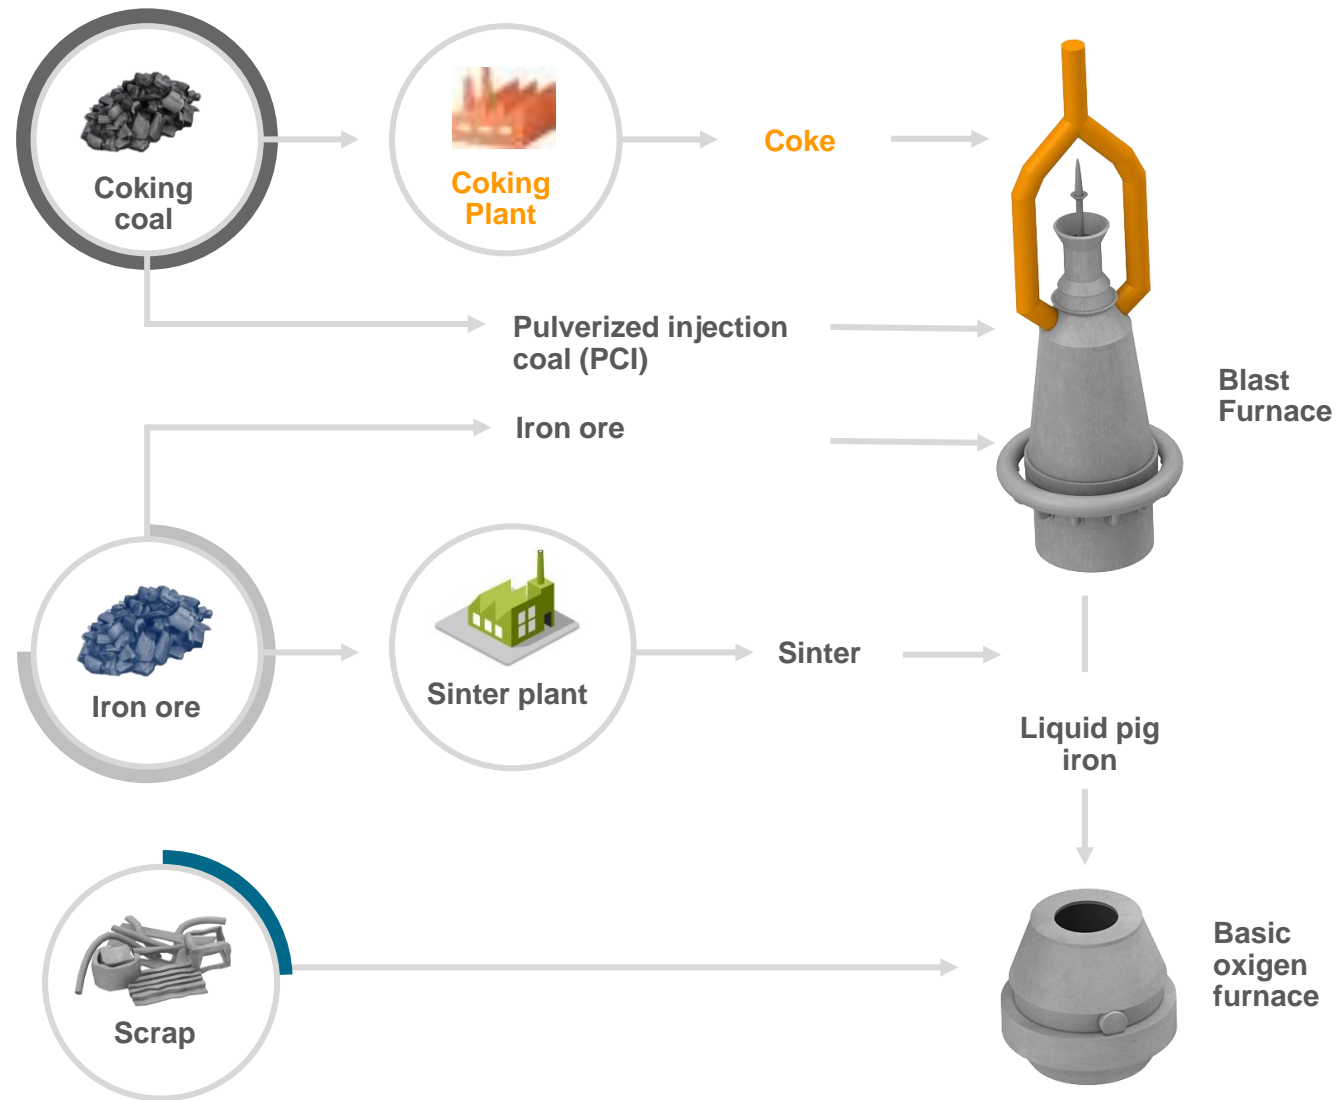 Coking
coal
Coking
Plant
Coke
Pulverized injection
coal (PCI)
Iron ore
Blast
Furnace
Iron ore
Sinter plant
Sinter
Liquid pig
iron
Scrap
Basic
oxigen
furnace